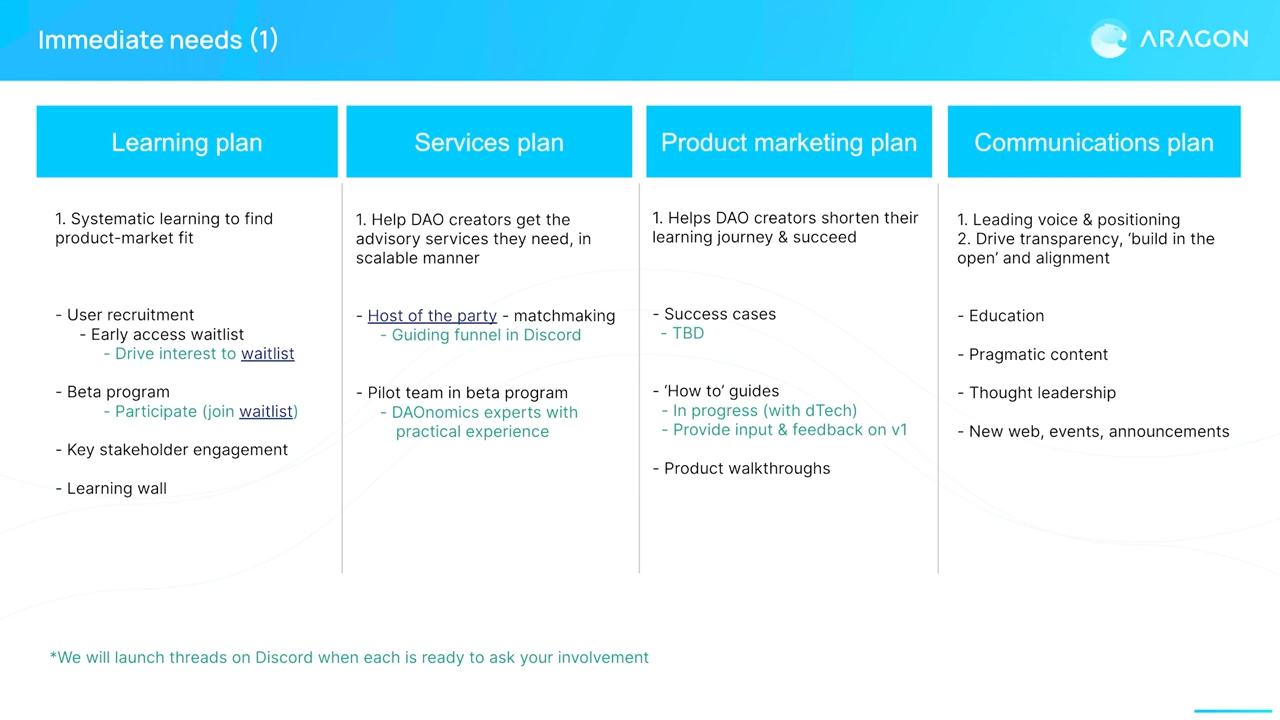 Immediate needs (1)
ARAGON
Learning plan
1. Systematic learning to find
product-market fit
- User recruitment
- Early access waitlist
- Drive interest to waitlist
- Beta program
- Participate (join waitlist)
- Key stakeholder engagement
- Learning wall
Services plan
1. Help DAO creators get the
advisory services they need, in
scalable manner
- Host of the party - matchmaking
- Guiding funnel in Discord
- Pilot team in beta program
- DAOnomics experts with
practical experience
Product marketing plan
1. Helps DAO creators shorten their
learning journey & succeed
- Success cases
- TBD
- ‘How to’ guides
- In progress (with dTech)
- Provide input & feedback on v1
- Product walkthroughs
Communications plan
1. Leading voice & positioning
2. Drive transparency, ‘build in the
open’ and alignment
- Education
- Pragmatic content
- Thought leadership
- New web, events, announcements
*We will launch threads on Discord when each is ready to ask your involvement